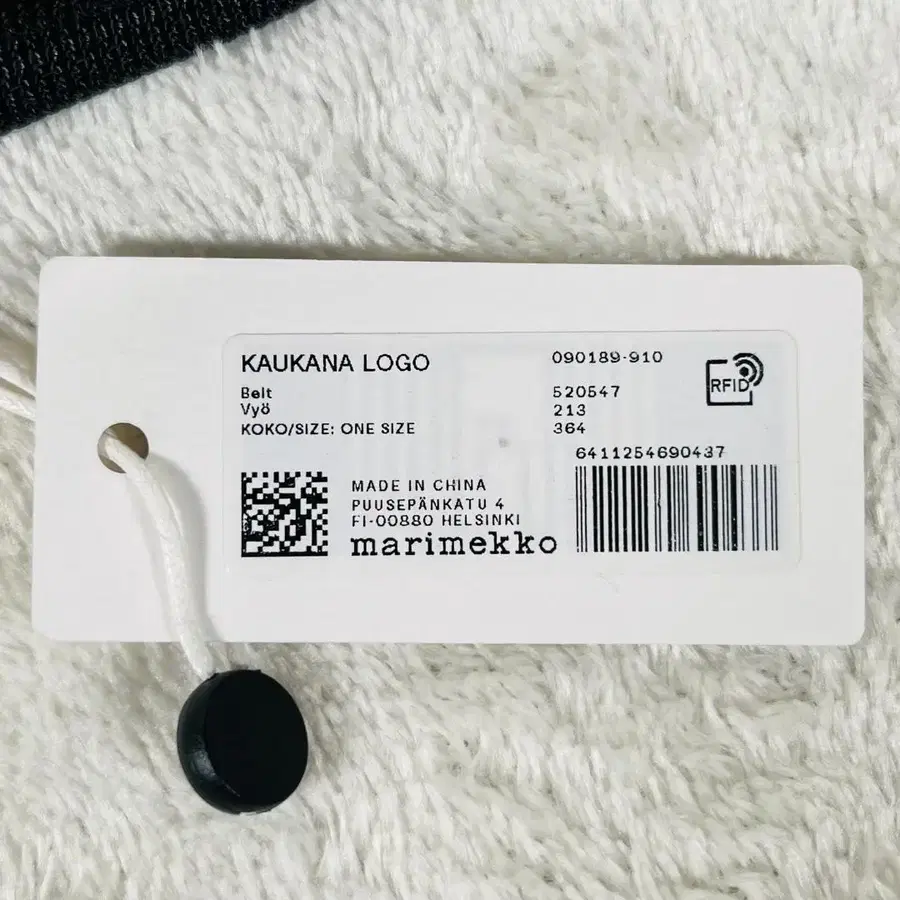 KAUKANA LOGO
090189-910
RFID
Belt
520547
Vyö
213
KOKO/SIZE: ONE SIZE
364
6411254690437
MADE IN CHINA
PUUSEPÄNKATU 4
FI-00880 HELSINKI
marimekko